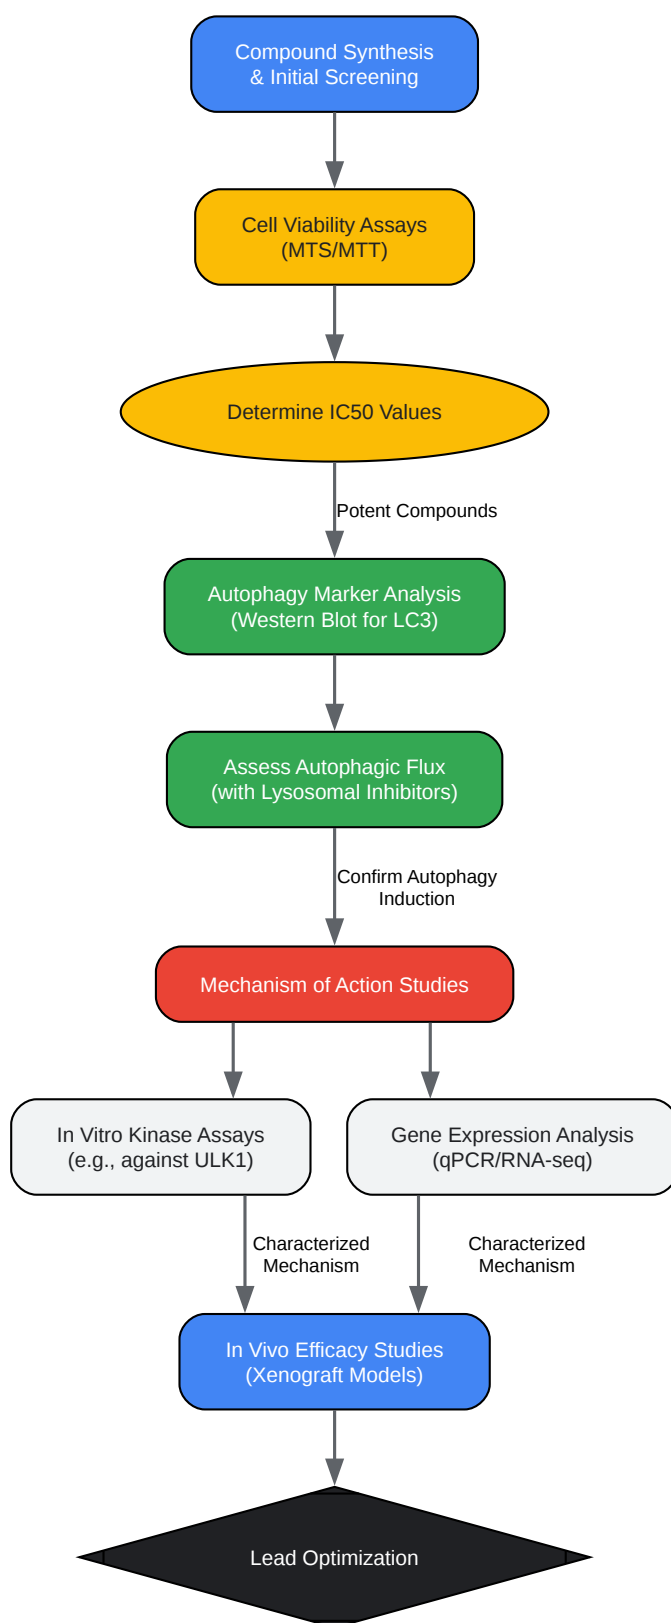 Compound Synthesis
& Initial Screening
Cell Viability Assays
(MTS/MTT)
Determine IC50 Values
Potent Compounds
Autophagy Marker Analysis
(Western Blot for LC3)
Assess Autophagic Flux
(with Lysosomal Inhibitors)
Confirm Autophagy
Induction
Mechanism of Action Studies
In Vitro Kinase Assays
(e.g., against ULK1)
Gene Expression Analysis
(qPCR/RNA-seq)
Characterized
Mechanism
Characterized
Mechanism
In Vivo Efficacy Studies
(Xenograft Models)
Lead Optimization